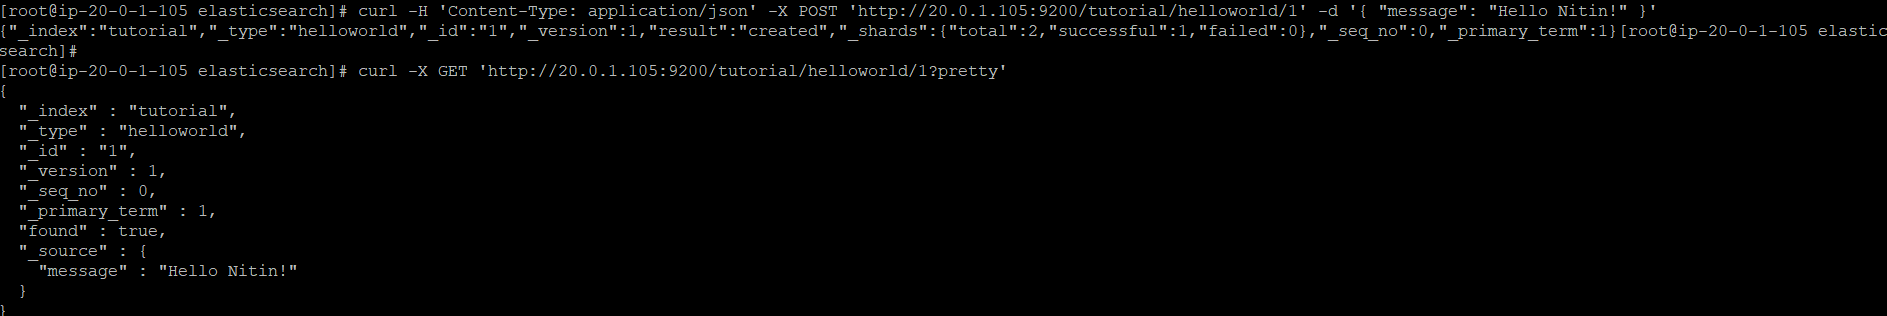 [root@ip-20-0-1-105 elasticsearch]# curl -H 'Content-Type: application/json' -X POST 'http://20.0.1.105:9200/tutorial/helloworld/1' -d '{ "message": "Hello Nitin!" }'
{"_index":"tutorial","_type":"helloworld","_id":"1","_version":1,"result":"created","_shards":{"total":2,"successful":1,"failed":0},"_seq_no":0,"_primary_term":1}[root@ip-20-0-1-105 elastic
search]#
[root@ip-20-0-1-105 elasticsearch]# curl -X GET 'http://20.0.1.105:9200/tutorial/helloworld/1?pretty'
{
  "_index" : "tutorial",
  "_type" : "helloworld",
  "_id" : "1",
  "_version" : 1,
  "_seq_no" : 0,
  "_primary_term" : 1,
  "found" : true,
  "_source" : {
    "message" : "Hello Nitin!"
  }
}